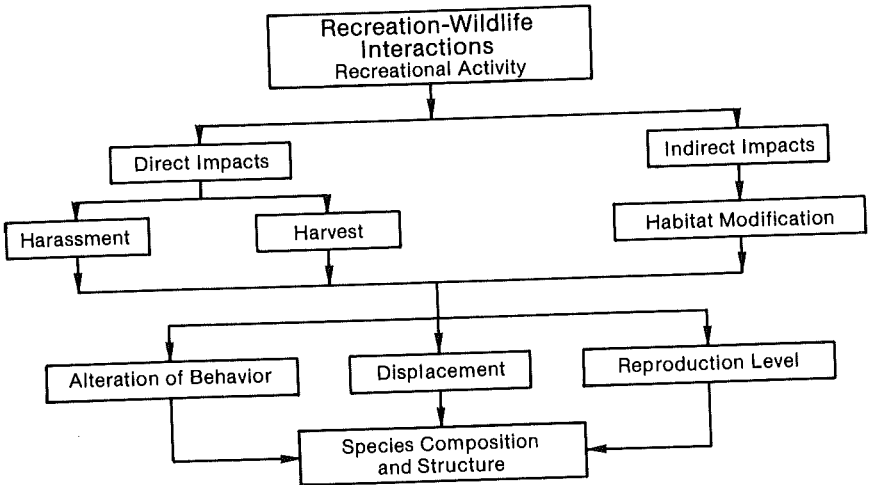 Recreation-Wildlife
Interactions
Recreational Activity
Direct Impacts
Indirect Impacts
Harassment
Harvest
Habitat Modification
Alteration of Behavior
Displacement
Reproduction Level
Species Composition
and Structure